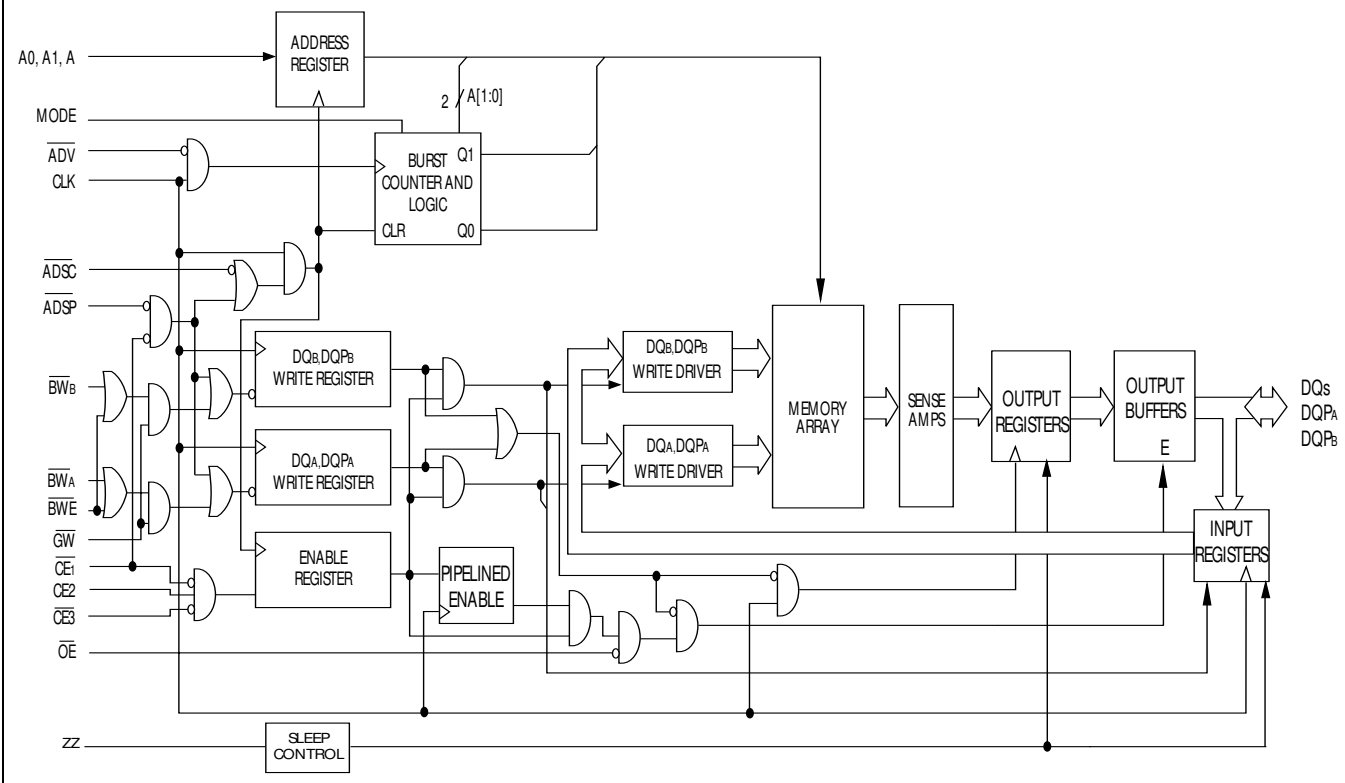 A0, A1, A
ADDRESS
REGISTER
2
A[1:0]
MODE
ADV
CLK
BURST
COUNTER AND
LOGIC
Q1
CLR
Q0
ADSC
ADSP
DQB,DQPB
WRITE REGISTER
DQB,DQPB
WRITE DRIVER
BWB
MEMORY
ARRAY
SENSE
AMPS
OUTPUT
REGISTERS
OUTPUT
BUFFERS
E
DQs
DQPA
DQPB
DQA,DQPA
WRITE REGISTER
DQA,DQPA
WRITE DRIVER
BWA
BWE
GW
INPUT
REGISTERS
CE1
CE2
CE3
ENABLE
REGISTER
PIPELINED
ENABLE
OE
ZZ
SLEEP
CONTROL